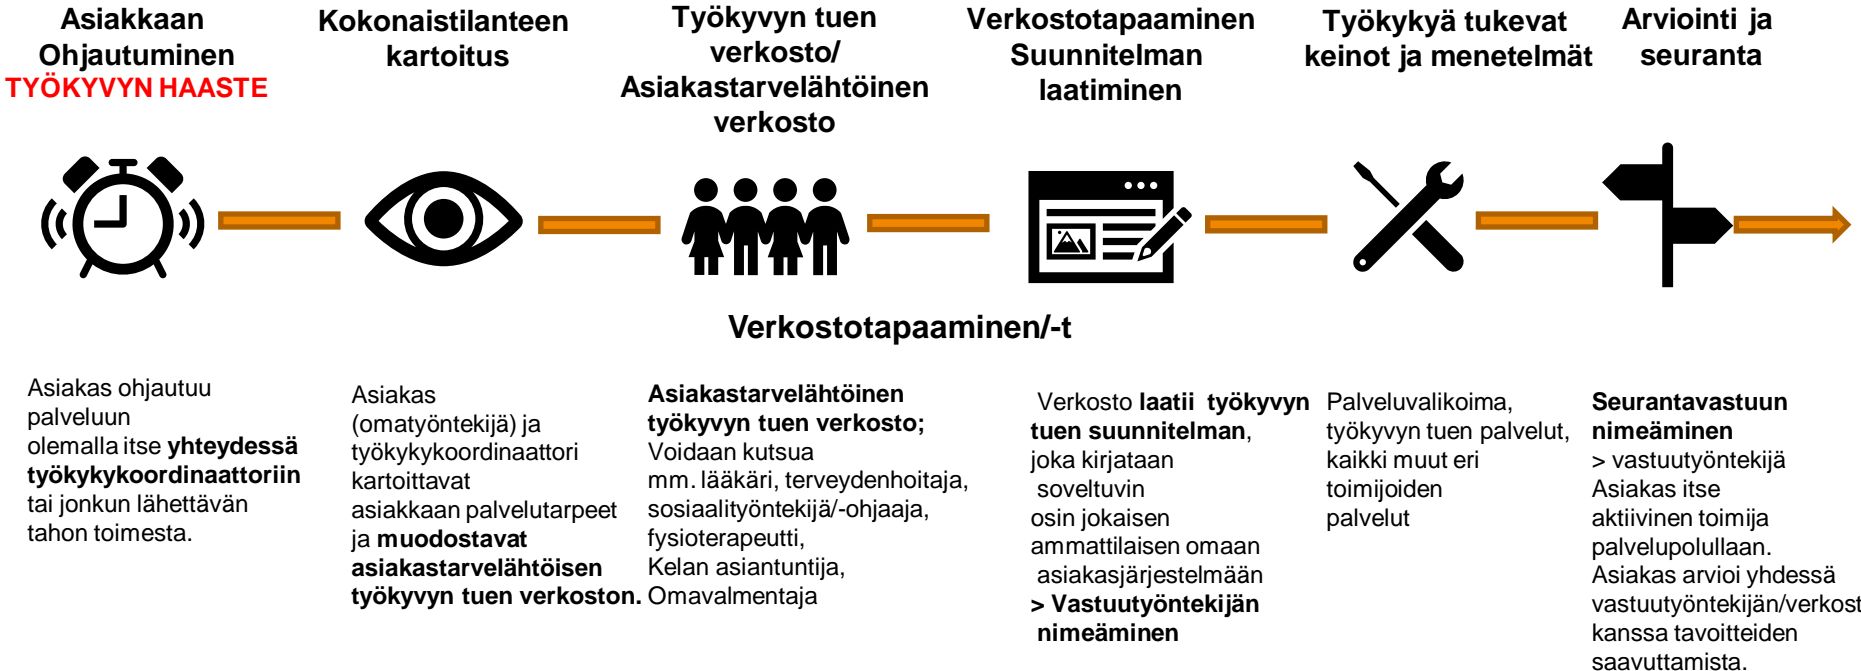 Asiakkaan
Ohjautuminen
TYÖKYVYN HAASTE
Kokonaistilanteen
kartoitus
Työkyvyn tuen
verkosto/
Asiakastarvelähtöinen
verkosto
Verkostotapaaminen
Suunnitelman
laatiminen
Työkykyä tukevat
keinot ja menetelmät
Arviointi ja
seuranta
Verkostotapaaminen/-t
Asiakas ohjautuu
palveluun
olemalla itse yhteydessä
työkykykoordinaattoriin
tai jonkun lähettävän
tahon toimesta.
Asiakas
(omatyöntekijä) ja
työkykykoordinaattori
kartoittavat
asiakkaan palvelutarpeet
ja muodostavat
asiakastarvelähtöisen
työkyvyn tuen verkoston.
Asiakastarvelähtöinen
työkyvyn tuen verkosto;
Voidaan kutsua
mm. lääkäri, terveydenhoitaja,
sosiaalityöntekijä/-ohjaaja,
fysioterapeutti,
Kelan asiantuntija,
Omavalmentaja
Verkosto laatii työkyvyn
tuen suunnitelman,
joka kirjataan
soveltuvin
osin jokaisen
ammattilaisen omaan
asiakasjärjestelmään
> Vastuutyöntekijän
nimeäminen
Palveluvalikoima,
työkyvyn tuen palvelut,
kaikki muut eri
toimijoiden
palvelut
Seurantavastuun
nimeäminen
> vastuutyöntekijä
Asiakas itse
aktiivinen toimija
palvelupolullaan.
Asiakas arvioi yhdessä
vastuutyöntekijän/verkost
kanssa tavoitteiden
saavuttamista.